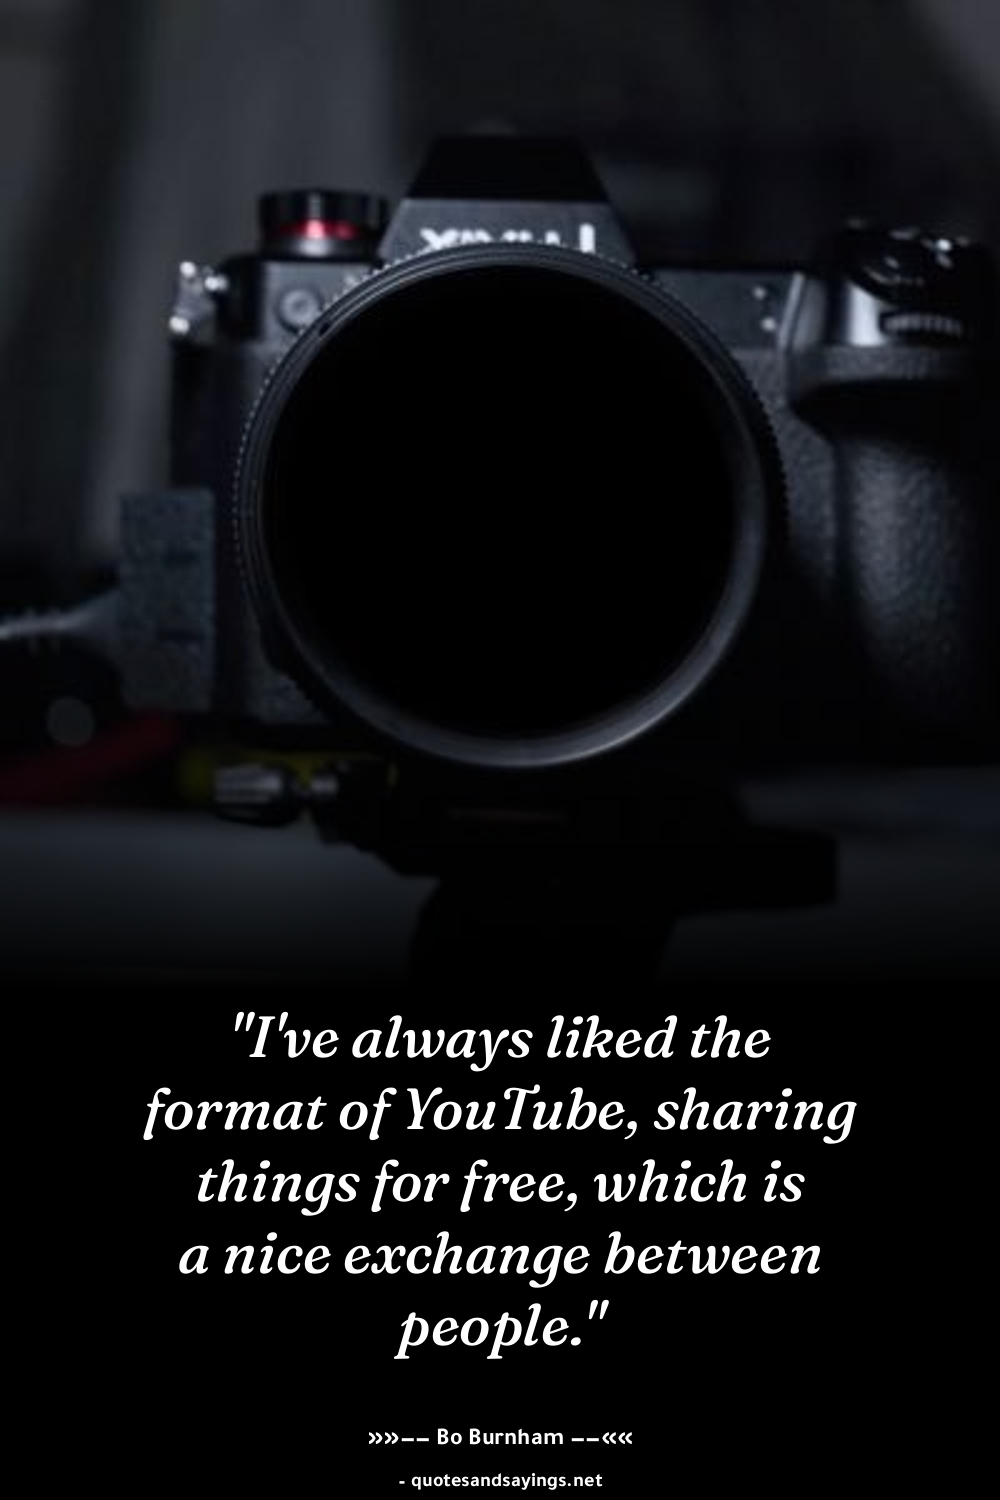 "I've always liked the
format of YouTube, sharing
things for free, which is
a nice exchange between
people."
»»—— Bo Burnham ——««
- quotesandsayings.net